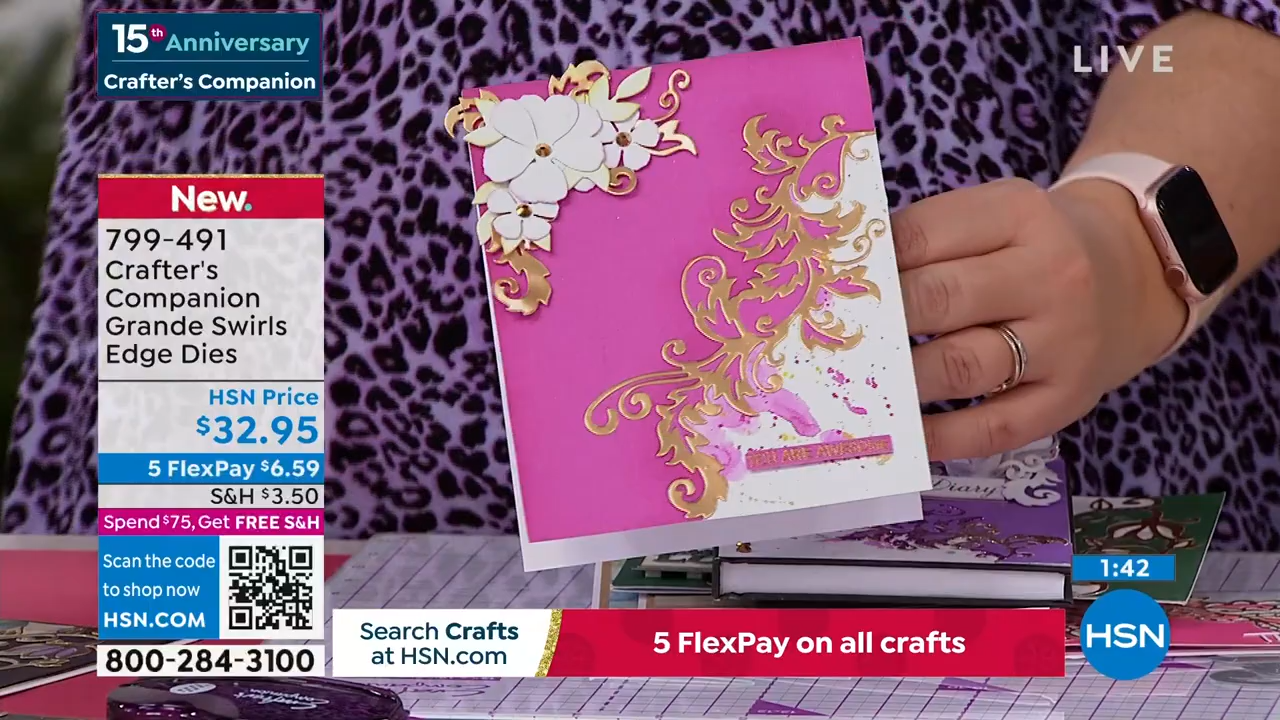 15th Anniversary
Crafter's Companion
LIVE
New.
799-491
Crafter's
Companion
Grande Swirls
Edge Dies
HSN Price
$32.95
5 FlexPay $6.59
S&H $3.50
Spend $75, Get FREE S&H
Scan the code
to shop now
HSN.COM
800-284-3100
YOU ARE AWESOME
Diary
1:42
Search Crafts
at HSN.com
5 FlexPay on all crafts
HSN
Crafter's
Companion